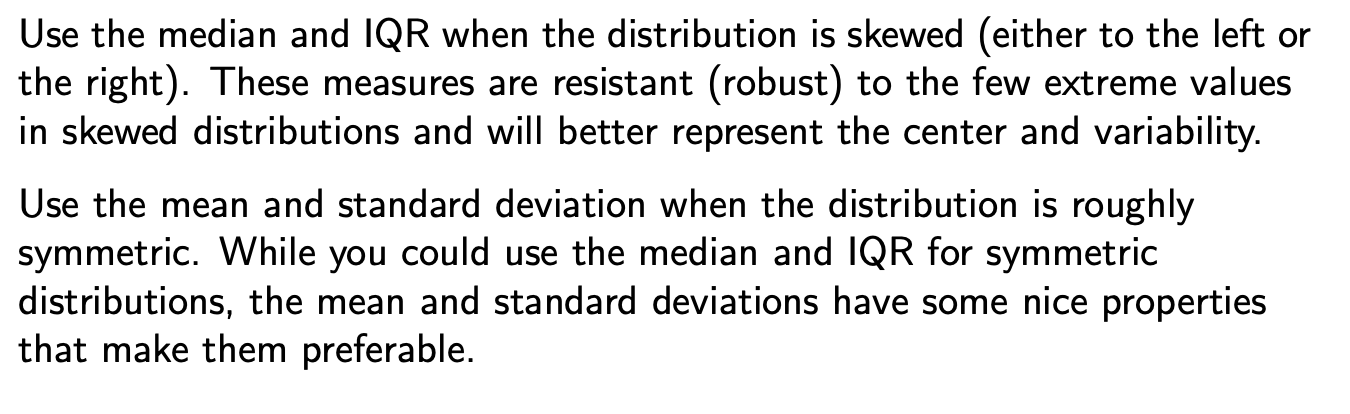 Use the median and IQR when the distribution is skewed (either to the left or
the right). These measures are resistant (robust) to the few extreme values
in skewed distributions and will better represent the center and variability.
Use the mean and standard deviation when the distribution is roughly
symmetric. While you could use the median and IQR for symmetric
distributions, the mean and standard deviations have some nice properties
that make them preferable.